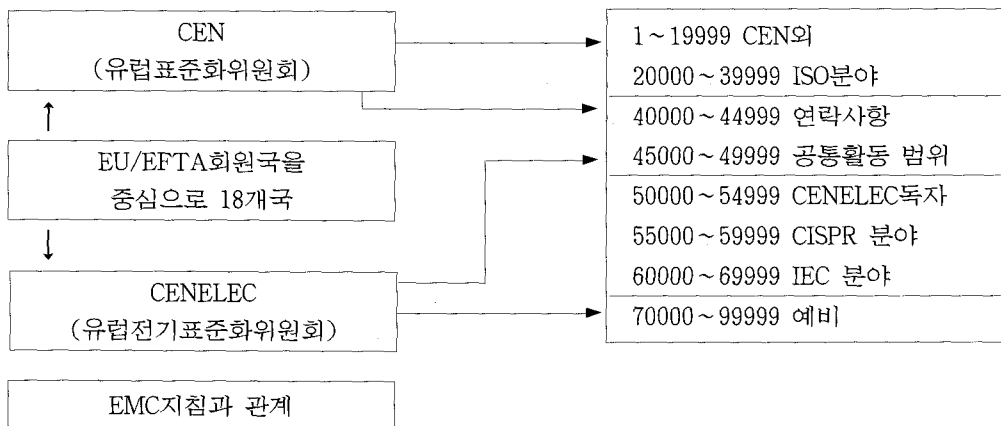 CEN
(유럽표준화위원회)
EU/EFTA회원국을
중심으로 18개국
CENELEC
(유럽전기표준화위원회)
EMC지침과 관계
1~19999 CEN외
20000~39999 ISO분야
40000~44999 연락사항
45000~49999 공통활동 범위
50000~54999 CENELEC독자
55000~59999 CISPR 분야
60000~69999 IEC 분야
70000~99999 예비